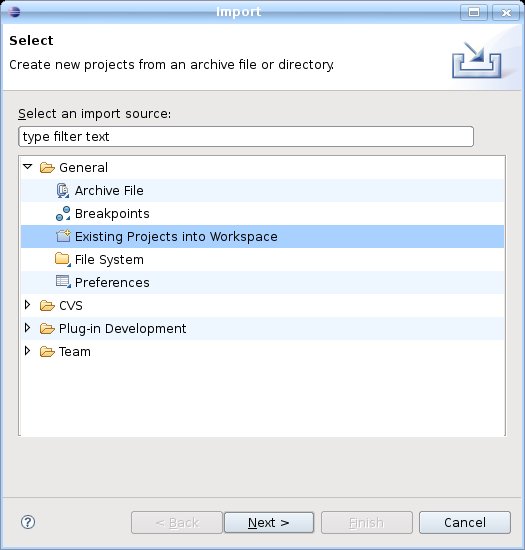 Import
Select
Create new projects from an archive file or directory.
Select an import source:
type filter text
General
Archive File
Breakpoints
Existing Projects into Workspace
File System
Preferences
CVS
Plug-in Development
Team
?
< Back
Next >
Finish
Cancel